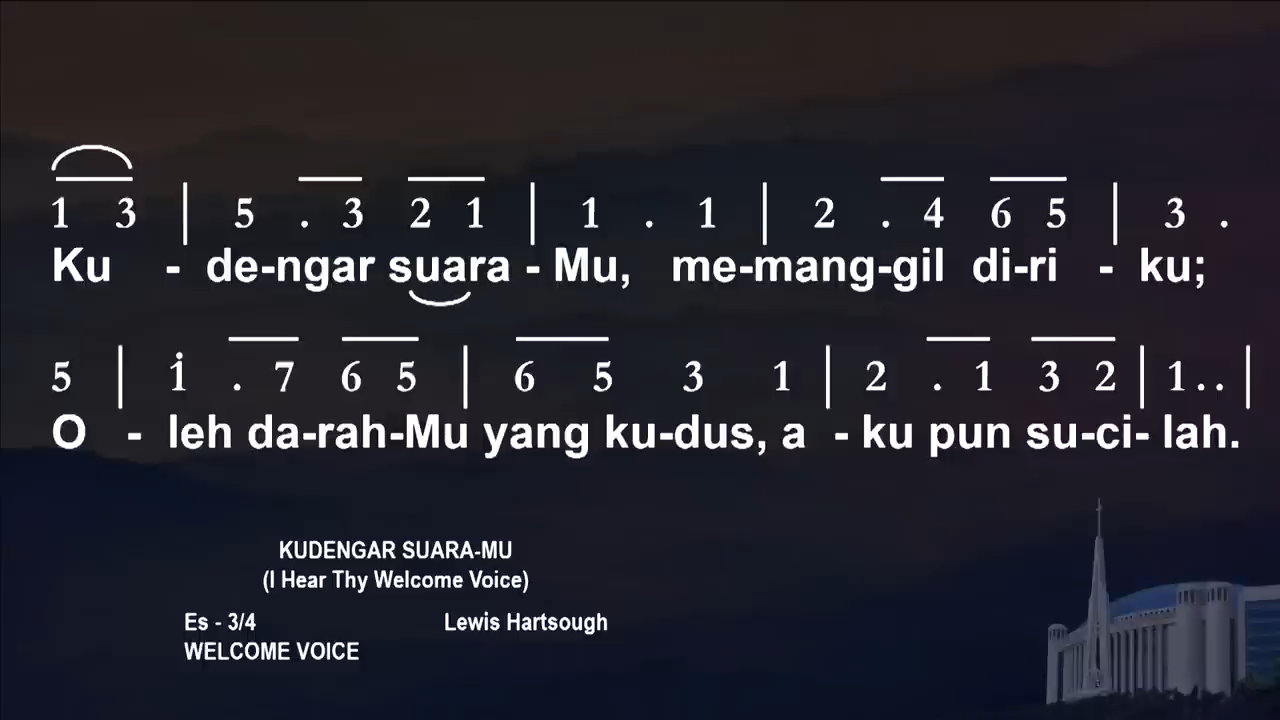 1 3 | 5 . 3 2 1 | 1 . 1 | 2 . 4 6 5 | 3 .
Ku - de-ngar suara - Mu, me-mang-gil di-ri - ku;
5 | i . 7 6 5 | 6 5 3 1 | 2 . 1 3 2 | 1 . . |
O - leh da-rah-Mu yang ku-dus, a - ku pun su-ci- lah.
KUDENGAR SUARA-MU
(I Hear Thy Welcome Voice)
Es - 3/4 Lewis Hartsough
WELCOME VOICE